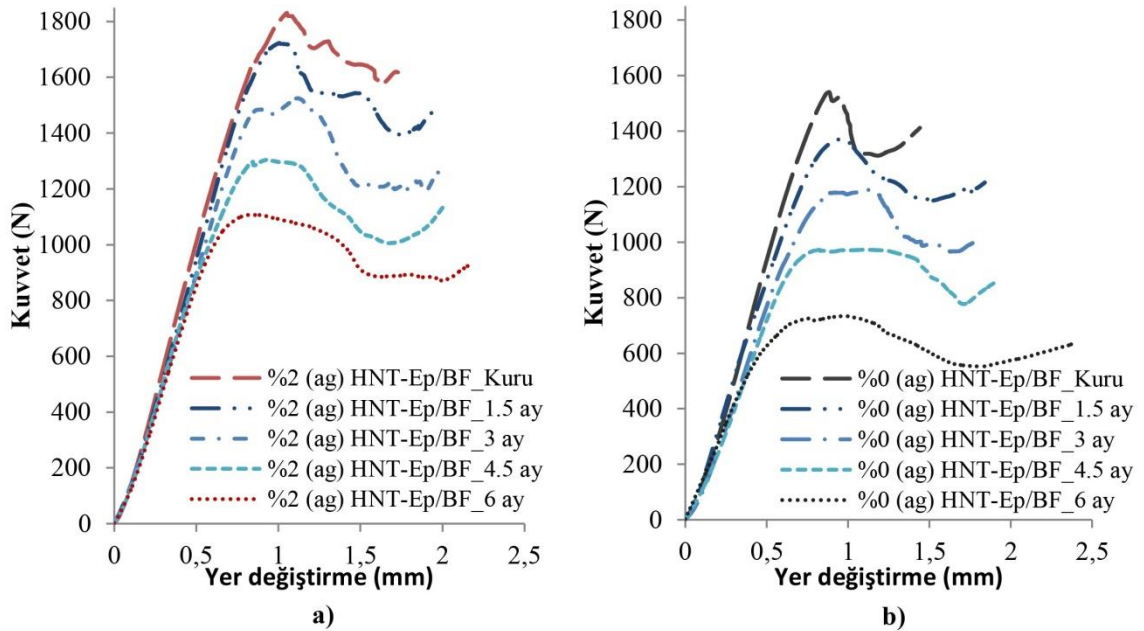 Kuvvet (N)
1800
1600
1400
1200
1000
800
600
400
200
0
0
0,5
1
1,5
2
2,5
%2 (ag) HNT-Ep/BF_Kuru
%2 (ag) HNT-Ep/BF_1.5 ay
%2 (ag) HNT-Ep/BF_3 ay
%2 (ag) HNT-Ep/BF_4.5 ay
%2 (ag) HNT-Ep/BF_6 ay
Yer değiştirme (mm)
a)
Kuvvet (N)
1800
1600
1400
1200
1000
800
600
400
200
0
0
0,5
1
1,5
2
2,5
%0 (ag) HNT-Ep/BF_Kuru
%0 (ag) HNT-Ep/BF_1.5 ay
%0 (ag) HNT-Ep/BF_3 ay
%0 (ag) HNT-Ep/BF_4.5 ay
%0 (ag) HNT-Ep/BF_6 ay
Yer değiştirme (mm)
b)